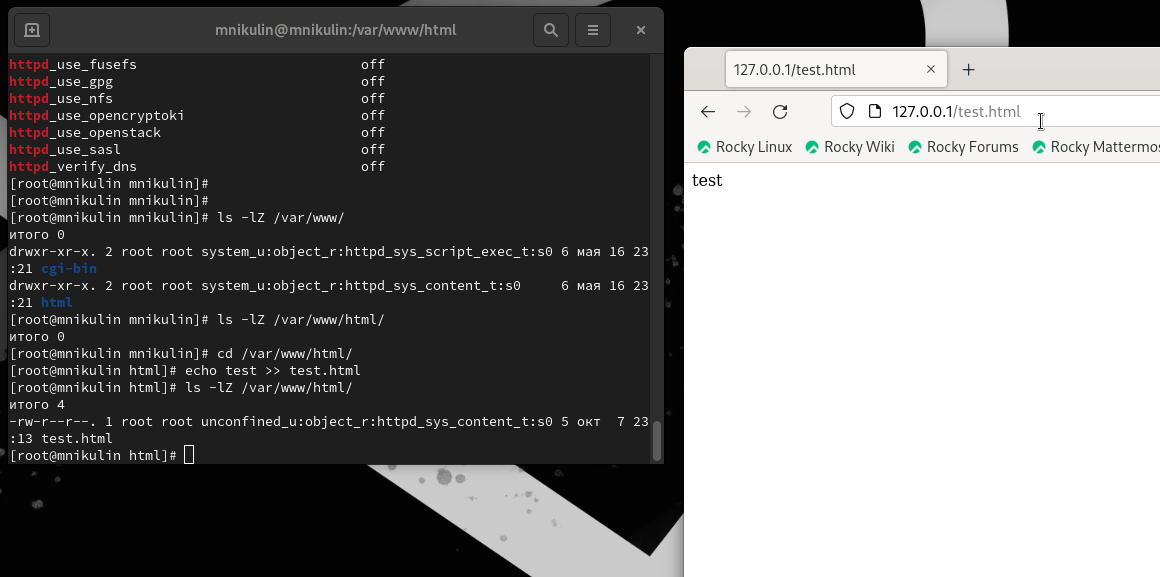 mnikulin@mnikulin:/var/www/html
httpd_use_fusefs off
httpd_use_gpg off
httpd_use_nfs off
httpd_use_opencryptoki off
httpd_use_openstack off
httpd_use_sasl off
httpd_verify_dns off
[root@mnikulin mnikulin]#
[root@mnikulin mnikulin]#
[root@mnikulin mnikulin]# ls -lZ /var/www/
итого 0
drwxr-xr-x. 2 root root system_u:object_r:httpd_sys_script_exec_t:s0 6 мая 16 23
:21 cgi-bin
drwxr-xr-x. 2 root root system_u:object_r:httpd_sys_content_t:s0 6 мая 16 23
:21 html
[root@mnikulin mnikulin]# ls -lZ /var/www/html/
итого 0
[root@mnikulin mnikulin]# cd /var/www/html/
[root@mnikulin html]# echo test >> test.html
[root@mnikulin html]# ls -lZ /var/www/html/
итого 4
-rw-r--r--. 1 root root unconfined_u:object_r:httpd_sys_content_t:s0 5 окт 7 23
:13 test.html
[root@mnikulin html]#
127.0.0.1/test.html
127.0.0.1/test.html
Rocky Linux Rocky Wiki Rocky Forums Rocky Mattermos
test